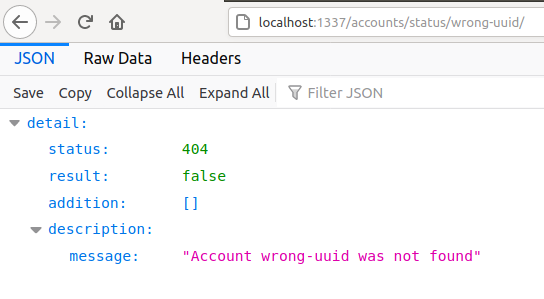 localhost:1337/accounts/status/wrong-uuid/
JSON Raw Data Headers
Save Copy Collapse All Expand All Filter JSON
detail:
status: 404
result: false
addition: []
description:
message: "Account wrong-uuid was not found"